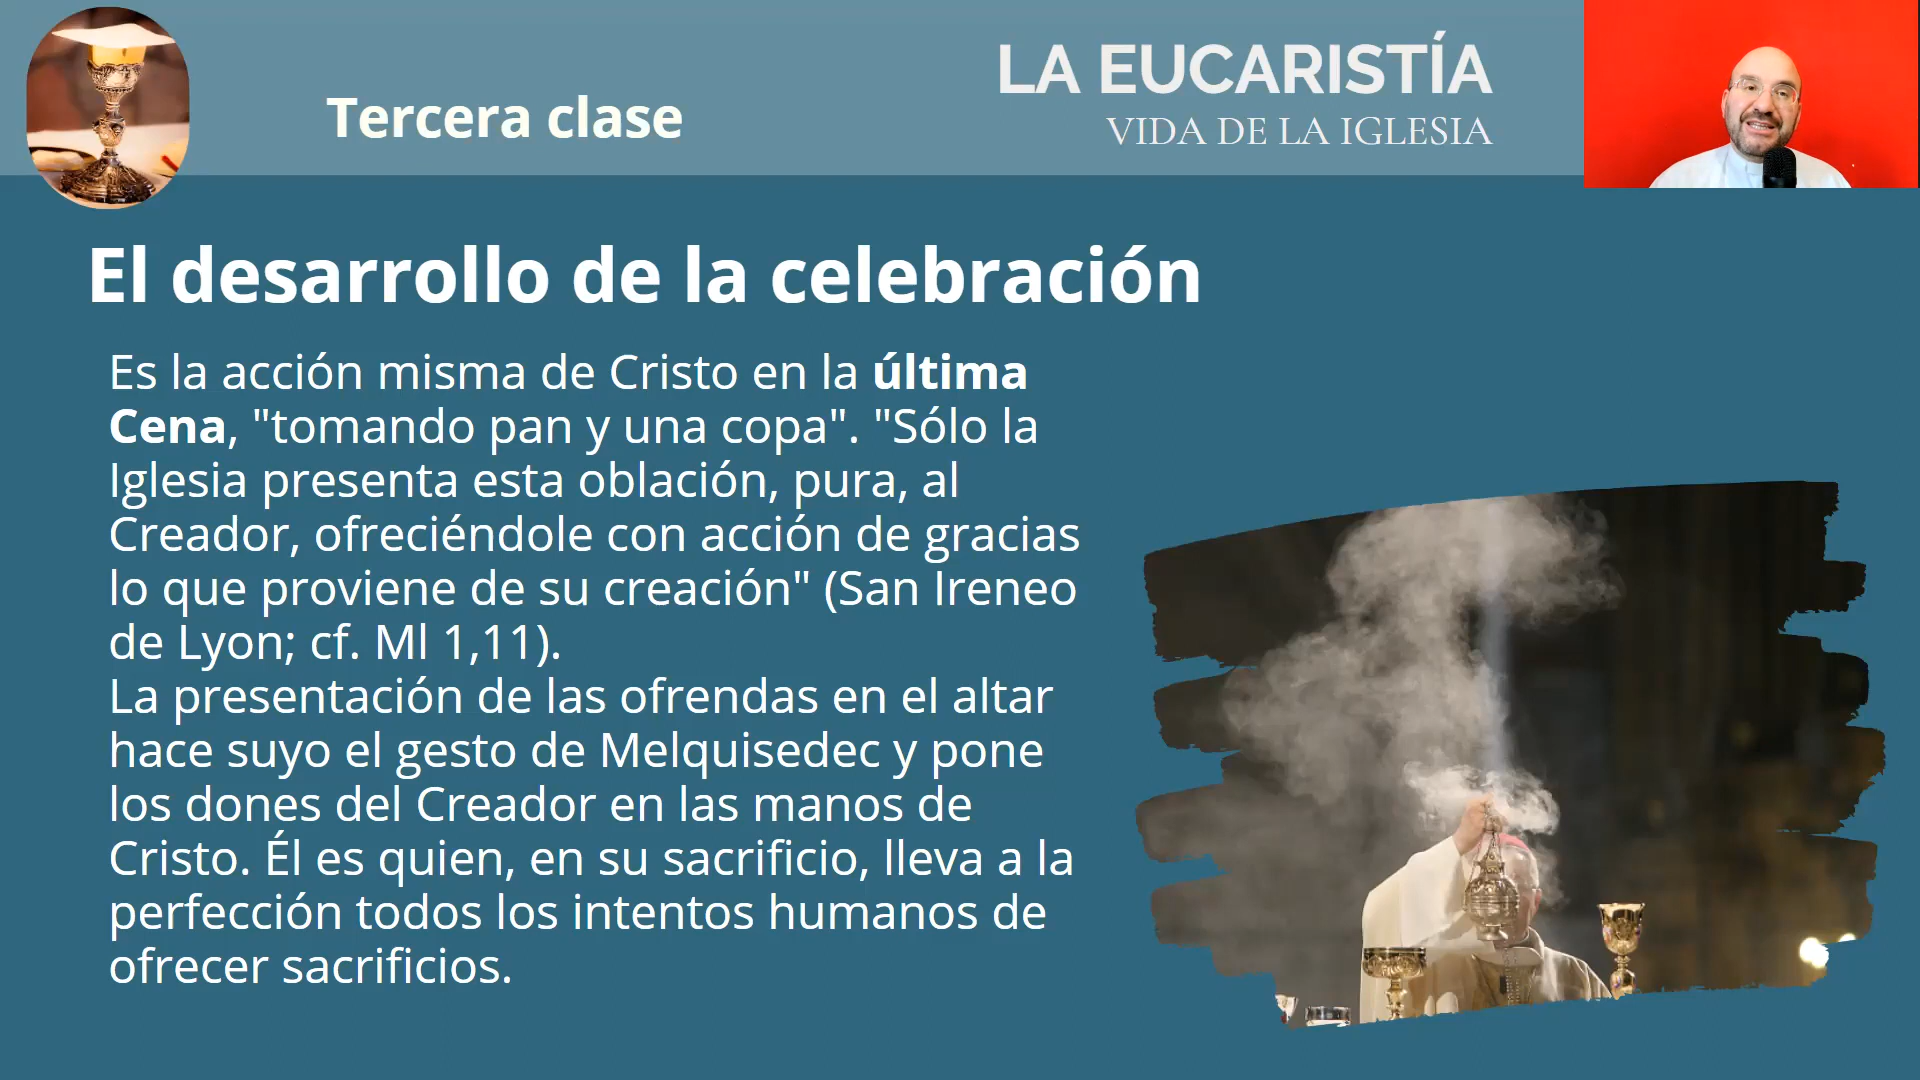 Tercera clase
LA EUCARISTÍA
VIDA DE LA IGLESIA
El desarrollo de la celebración
Es la acción misma de Cristo en la última
Cena, "tomando pan y una copa". "Sólo la
Iglesia presenta esta oblación, pura, al
Creador, ofreciéndole con acción de gracias
lo que proviene de su creación" (San Ireneo
de Lyon; cf. Ml 1,11).
La presentación de las ofrendas en el altar
hace suyo el gesto de Melquisedec y pone
los dones del Creador en las manos de
Cristo. Él es quien, en su sacrificio, lleva a la
perfección todos los intentos humanos de
ofrecer sacrificios.